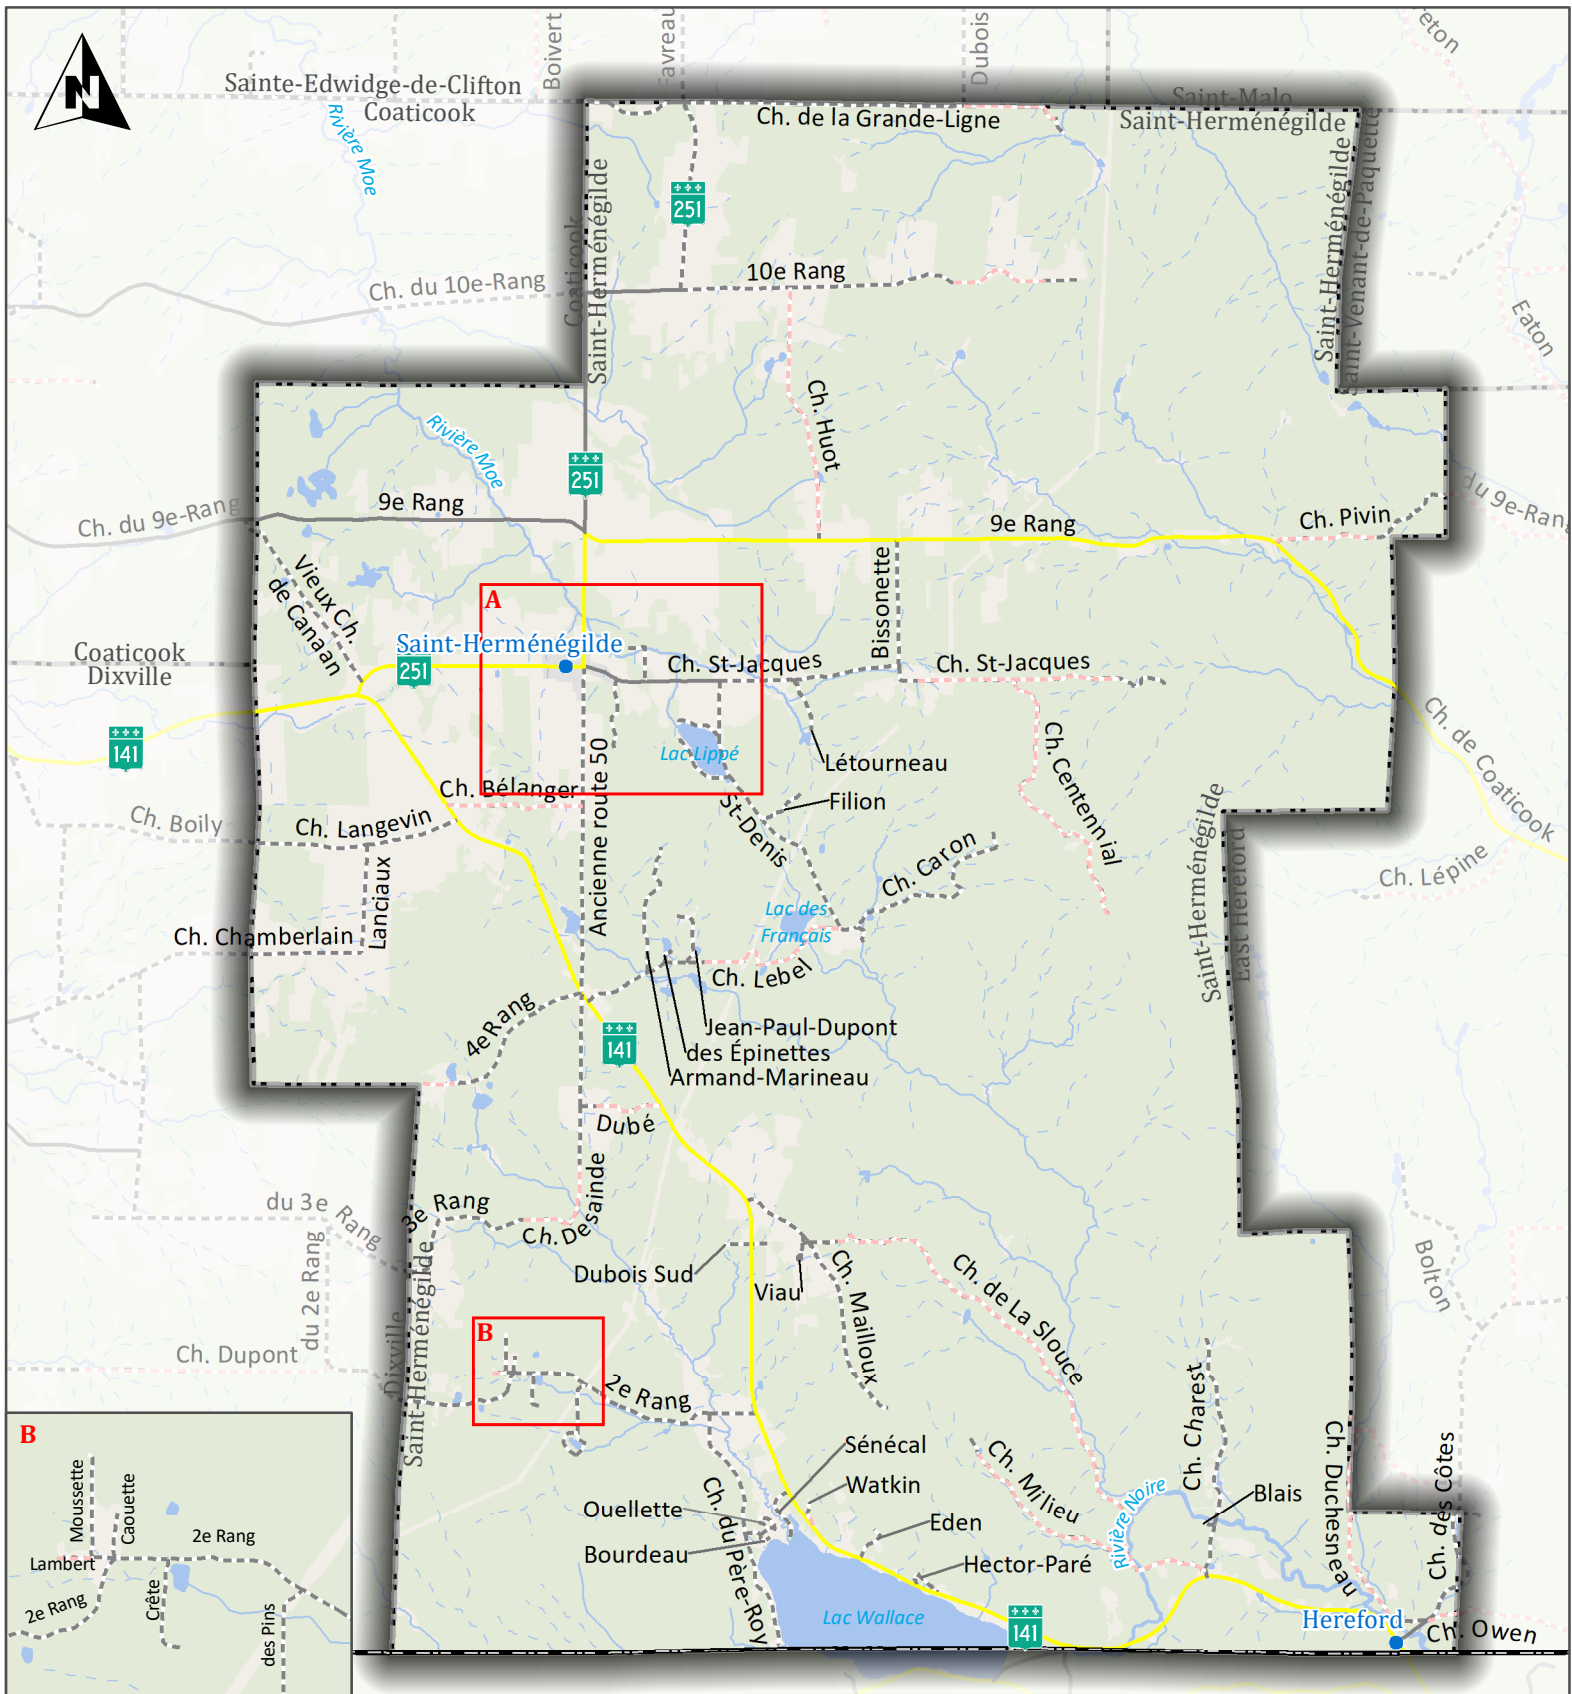 N
Sainte-Edwidge-de-Clifton
Coaticook
Boivert
Dubois
Saint-Malo
Saint-Herménégilde
Ch. de la Grande-Ligne
Rivière Moe
251
Coaticook
Saint-Herménégilde
Saint-Herménégilde
Saint-Venant-de-Paquette
Ch. du 10e-Rang
10e Rang
Eaton
Ch. Huot
Rivière Moe
251
Ch. du 9e-Rang
9e Rang
9e Rang
Ch. Pivin
du 9e-Rang
Vieux Ch.
de Canaan
A
Bissonette
Coaticook
Dixville
Saint-Herménégilde
251
Ch. St-Jacques
Ch. St-Jacques
141
Lac Lippé
Ancienne route 50
Létourneau
Ch. Centennial
Ch. de Coaticook
Ch. Bélanger
Filion
St-Denis
Ch. Boily
Ch. Langevin
Lanciaux
Ch. Caron
Saint-Herménégilde
East Hereford
Ch. Lépine
Ch. Chamberlain
Lac des
Français
Ch. Lebel
4e Rang
Jean-Paul-Dupont
des Épinettes
Armand-Marineau
141
Dubé
du 3e Rang
3e Rang
Ch. Desainde
du 2e Rang
Dubois Sud
Viau
Ch. Mailloux
Ch. de La Slouce
Bolton
Ch. Dupont
Dixville
Saint-Herménégilde
B
2e Rang
Ch. Charest
Sénécal
Watkin
Ch. Milieu
Rivière Noire
Blais
Ch. Duchesneau
Ch. des Côtes
Ouellette
Bourdeau
Ch. du Père-Roy
Eden
Hector-Paré
Lac Wallace
141
Hereford
Ch. Owen
B
Moussette
Caouette
2e Rang
Lambert
2e Rang
Crête
des Pins